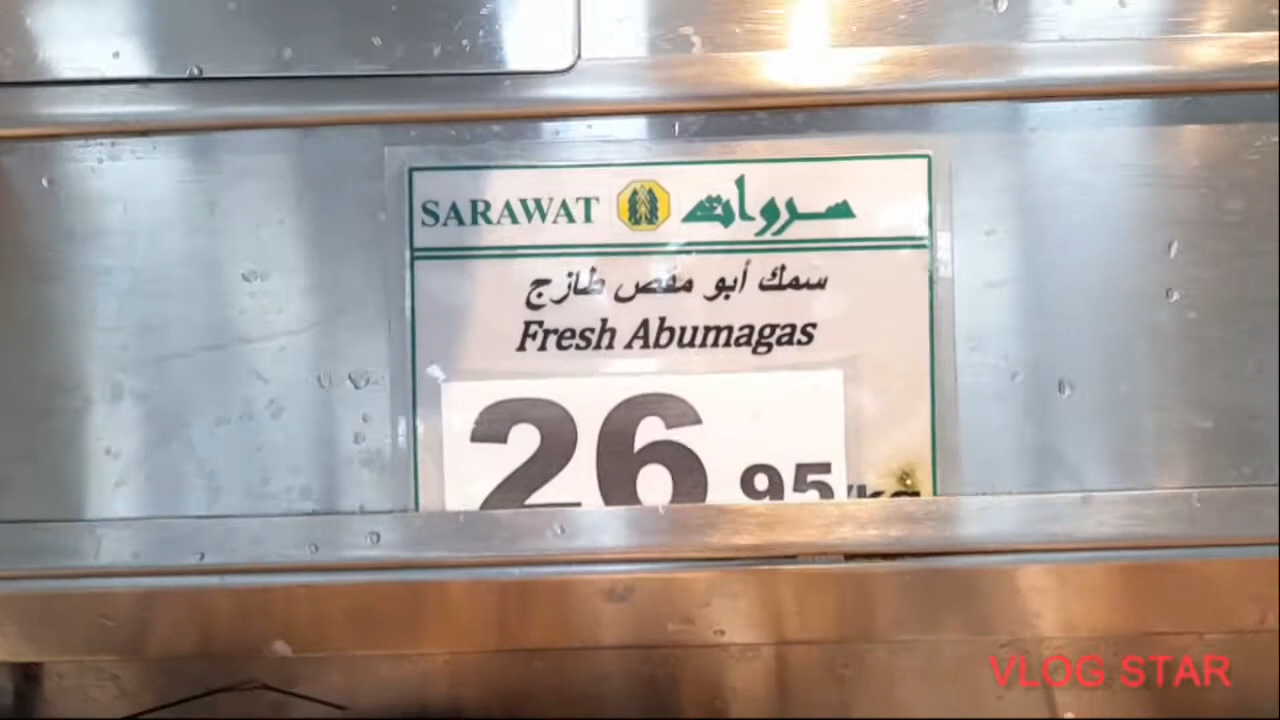 SARAWAT سروات
سمك أبو مقص طازج
Fresh Abumagas
26.95/kg
VLOG STAR